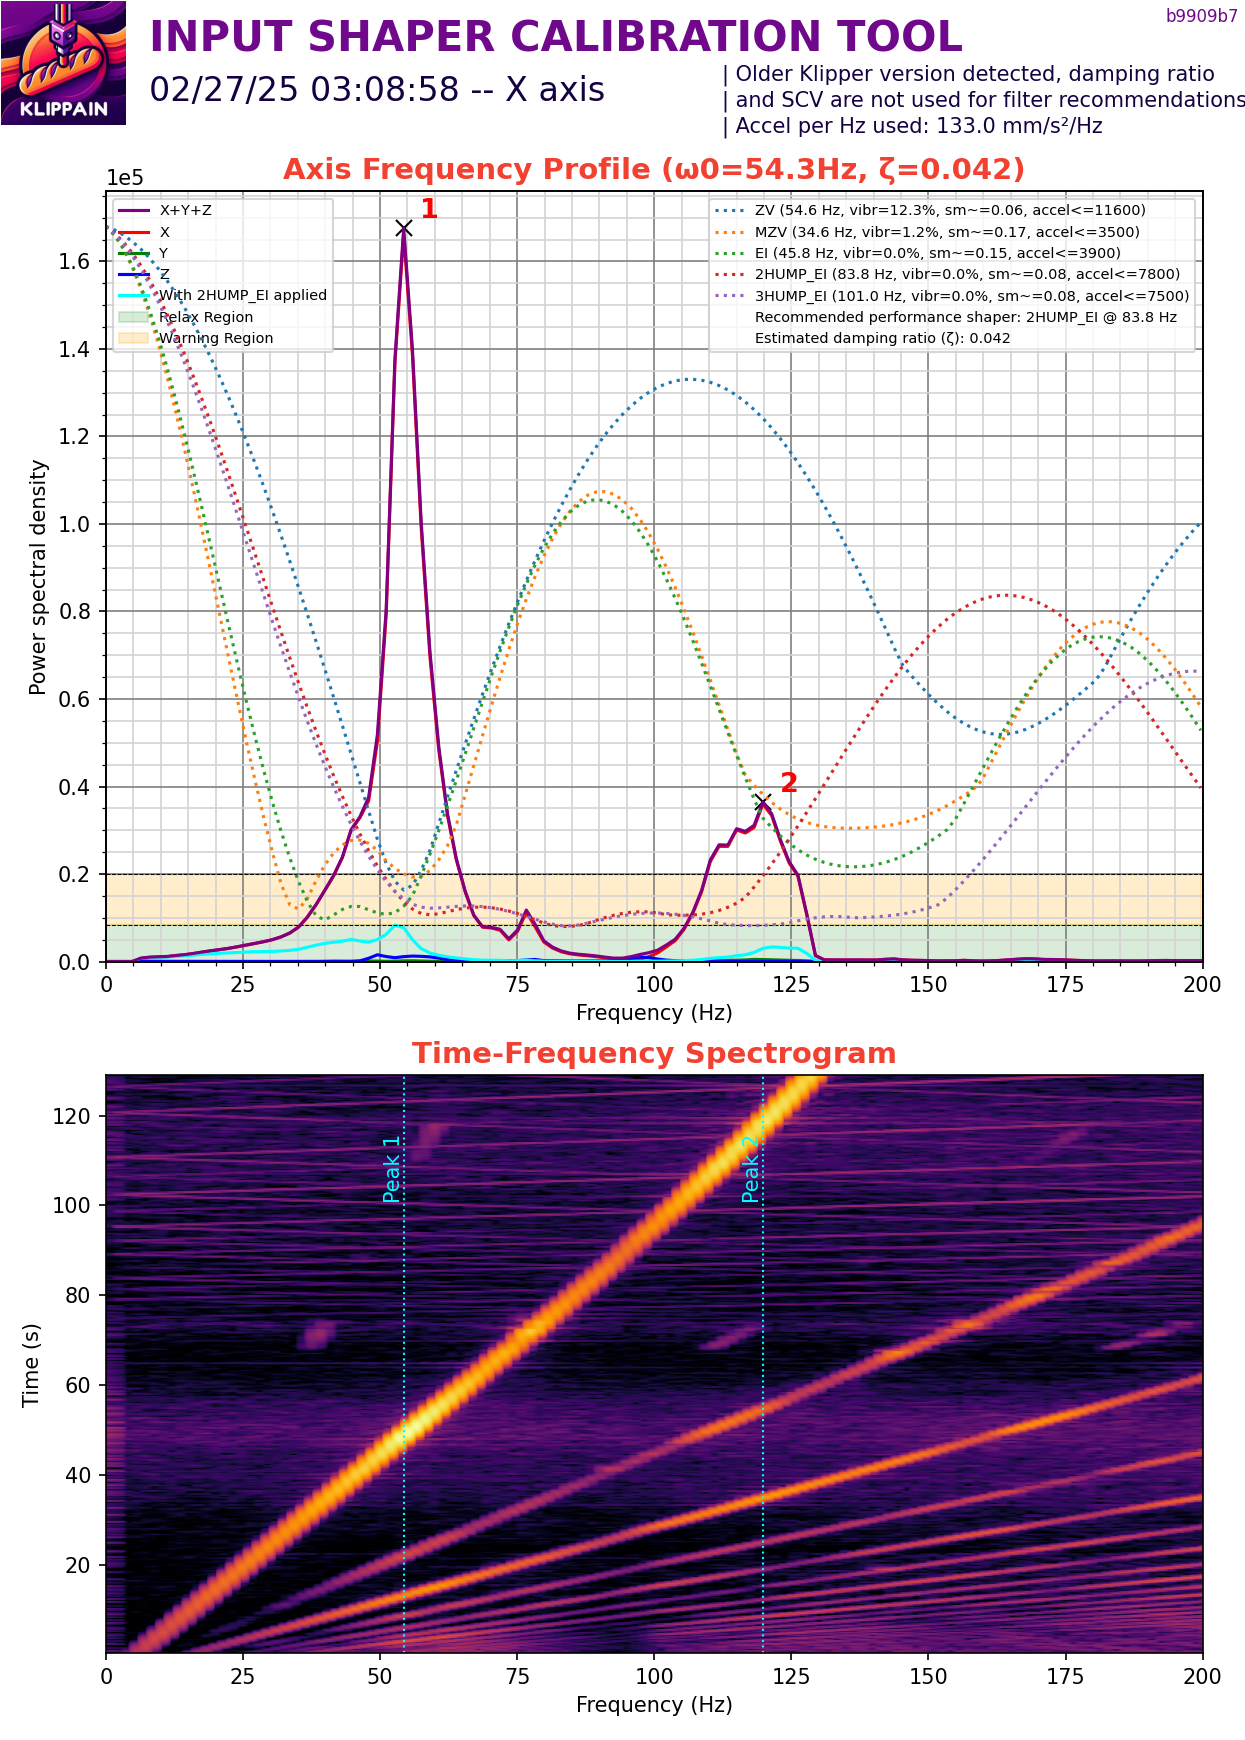 b9909b7
INPUT SHAPER CALIBRATION TOOL
02/27/25 03:08:58 -- X axis
| Older Klipper version detected, damping ratio
| and SCV are not used for filter recommendations
| Accel per Hz used: 133.0 mm/s²/Hz
KLIPPAIN
Axis Frequency Profile (ω0=54.3Hz, ζ=0.042)
1e5
X+Y+Z
X
Y
Z
With 2HUMP_EI applied
Relax Region
Warning Region
1
2
ZV (54.6 Hz, vibr=12.3%, sm~=0.06, accel<=11600)
MZV (34.6 Hz, vibr=1.2%, sm~=0.17, accel<=3500)
EI (45.8 Hz, vibr=0.0%, sm~=0.15, accel<=3900)
2HUMP_EI (83.8 Hz, vibr=0.0%, sm~=0.08, accel<=7800)
3HUMP_EI (101.0 Hz, vibr=0.0%, sm~=0.08, accel<=7500)
Recommended performance shaper: 2HUMP_EI @ 83.8 Hz
Estimated damping ratio (ζ): 0.042
Power spectral density
1.6
1.4
1.2
1.0
0.8
0.6
0.4
0.2
0.0
0 25 50 75 100 125 150 175 200
Frequency (Hz)
Time-Frequency Spectrogram
Time (s)
120
100
80
60
40
20
Peak 1
Peak 2
0 25 50 75 100 125 150 175 200
Frequency (Hz)